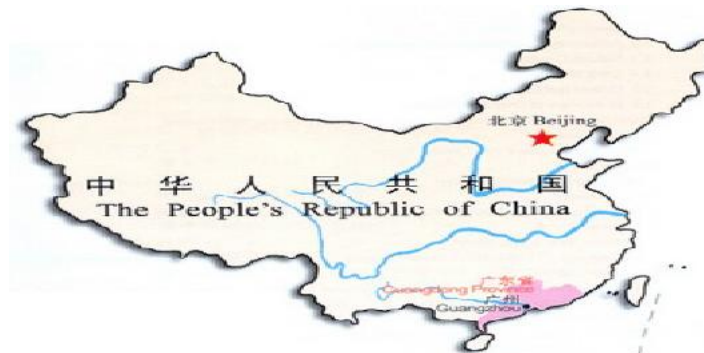 北京 Beijing
中华人民共和国
The People's Republic of China
广东省
Guangdong Province
广州
Guangzhou